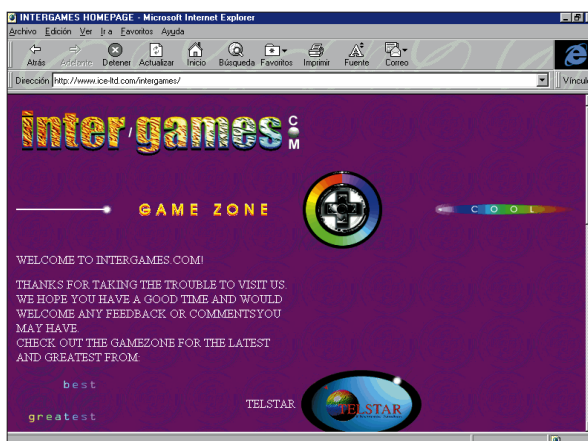 INTERGAMES HOMEPAGE - Microsoft Internet Explorer
Archivo Edición Ver Ir a Favoritos Ayuda
Atrás Adelante Detener Actualizar Inicio Búsqueda Favoritos Imprimir Fuente Correo
Dirección http://www.ice-ltd.com/intergames/ Víncul
inter games COM
GAME ZONE COOL
WELCOME TO INTERGAMES.COM!
THANKS FOR TAKING THE TROUBLE TO VISIT US.
WE HOPE YOU HAVE A GOOD TIME AND WOULD
WELCOME ANY FEEDBACK OR COMMENTSYOU
MAY HAVE.
CHECK OUT THE GAMEZONE FOR THE LATEST
AND GREATEST FROM:
best
TELSTAR TELSTAR
greatest